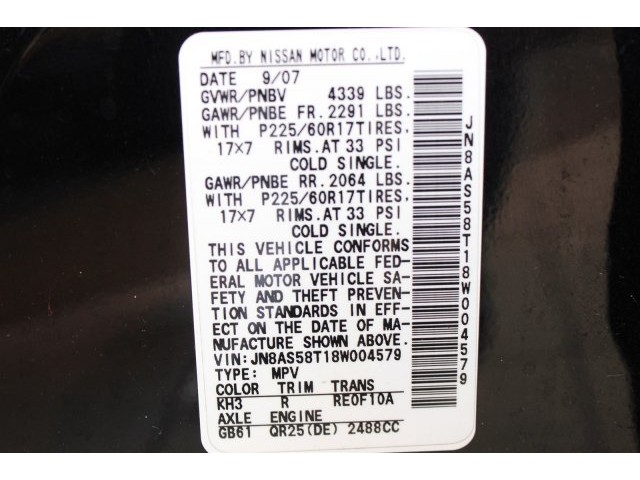 MFD.BY NISSAN MOTOR CO.,LTD.
DATE 9/07
GVWR/PNBV 4339 LBS.
GAWR/PNBE FR.2291 LBS.
WITH P225/60R17TIRES.
17×7 RIMS.AT 33 PSI
COLD SINGLE.
GAWR/PNBE RR.2064 LBS.
WITH P225/60R17TIRES.
17×7 RIMS.AT 33 PSI
COLD SINGLE.
THIS VEHICLE CONFORMS
TO ALL APPLICABLE FED-
ERAL MOTOR VEHICLE SA-
FETY AND THEFT PREVEN-
TION STANDARDS IN EFF-
ECT ON THE DATE OF MA-
NUFACTURE SHOWN ABOVE.
VIN:JN8AS58T18W004579
TYPE: MPV
COLOR TRIM TRANS
KH3 R RE0F10A
AXLE ENGINE
GB61 QR25(DE) 2488CC
JN8AS58T18W004579